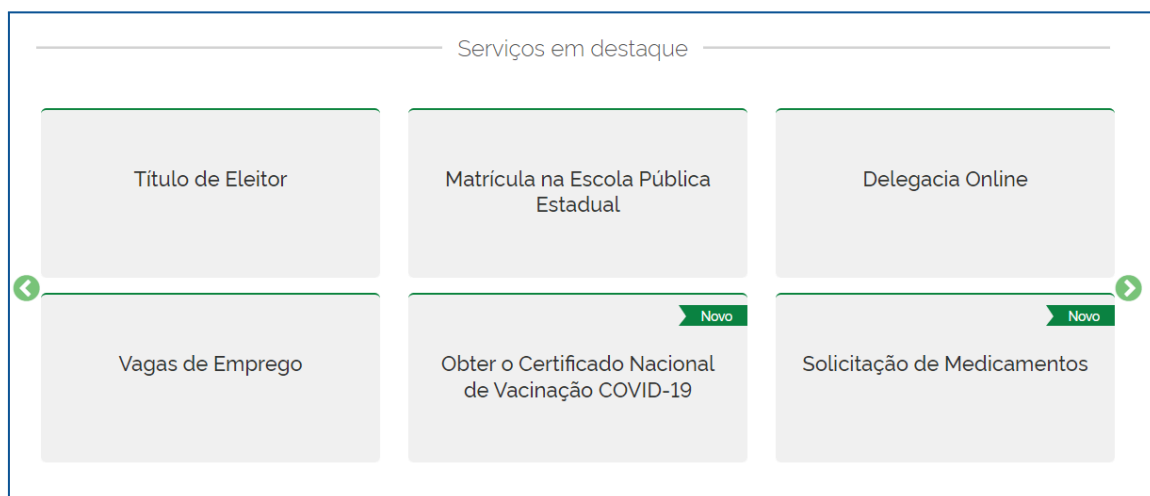 Serviços em destaque
Título de Eleitor
Matrícula na Escola Pública
Estadual
Delegacia Online
Vagas de Emprego
Novo
Obter o Certificado Nacional
de Vacinação COVID-19
Novo
Solicitação de Medicamentos